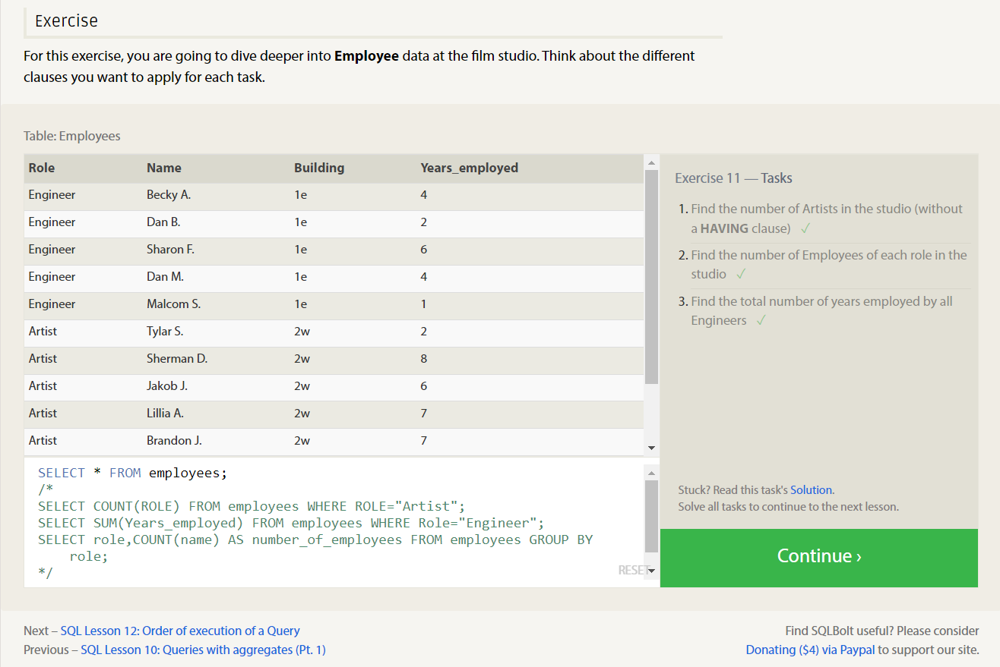 Exercise
For this exercise, you are going to dive deeper into Employee data at the film studio. Think about the different
clauses you want to apply for each task.
Table: Employees
Role Name Building Years_employed
Engineer Becky A. 1e 4
Engineer Dan B. 1e 2
Engineer Sharon F. 1e 6
Engineer Dan M. 1e 4
Engineer Malcom S. 1e 1
Artist Tylar S. 2w 2
Artist Sherman D. 2w 8
Artist Jakob J. 2w 6
Artist Lillia A. 2w 7
Artist Brandon J. 2w 7
SELECT * FROM employees;
/*
SELECT COUNT(ROLE) FROM employees WHERE ROLE="Artist";
SELECT SUM(Years_employed) FROM employees WHERE Role="Engineer";
SELECT role,COUNT(name) AS number_of_employees FROM employees GROUP BY
role;
*/
RESET
Exercise 11 — Tasks
1. Find the number of Artists in the studio (without
a HAVING clause) ✓
2. Find the number of Employees of each role in the
studio ✓
3. Find the total number of years employed by all
Engineers ✓
Stuck? Read this task's Solution.
Solve all tasks to continue to the next lesson.
Continue ›
Next – SQL Lesson 12: Order of execution of a Query
Previous – SQL Lesson 10: Queries with aggregates (Pt. 1)
Find SQLBolt useful? Please consider
Donating ($4) via Paypal to support our site.